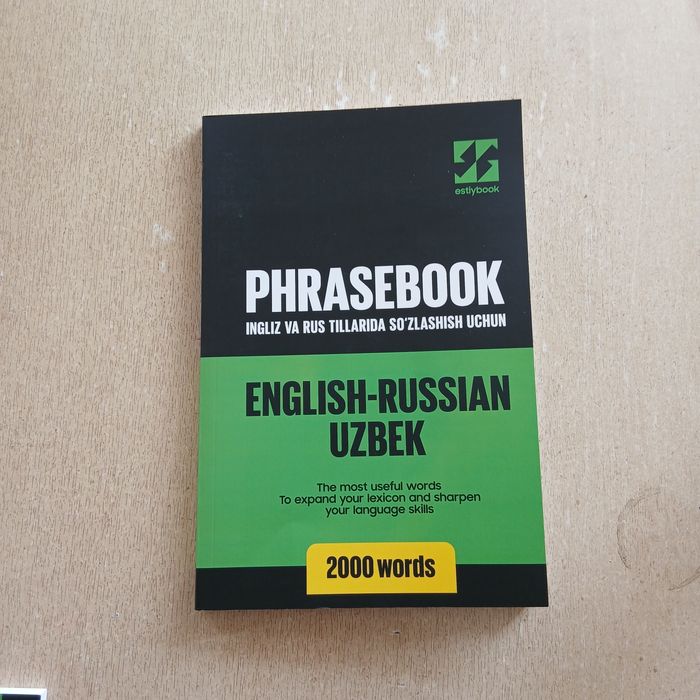 estlybook
PHRASEBOOK
INGLIZ VA RUS TILLARIDA SO'ZLASHISH UCHUN
ENGLISH-RUSSIAN
UZBEK
The most useful words
To expand your lexicon and sharpen
your language skills
2000 words